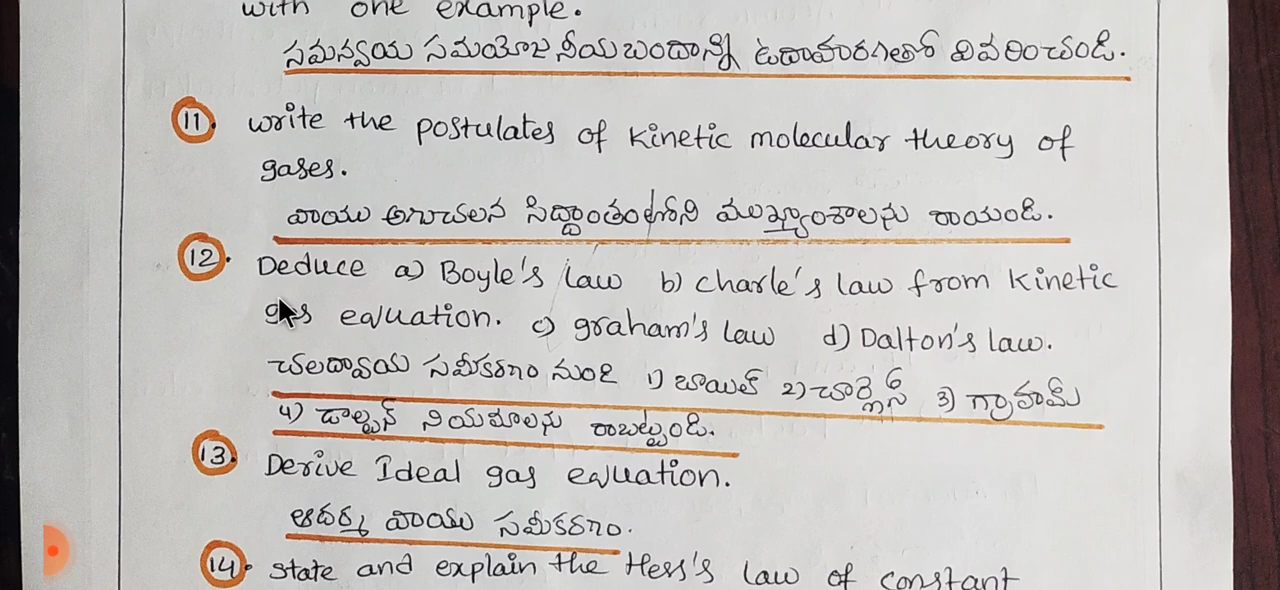 with one example.
సమన్వయ సమయోజనీయ బంధాన్ని ఉదాహరణతో వివరించండి.
11. write the postulates of kinetic molecular theory of
gases.
వాయు అణుచలన సిద్ధాంతంలోని ముఖ్యాంశాలను రాయండి.
12. Deduce a) Boyle's law b) charle's law from kinetic
gas equation. c) graham's law d) Dalton's law.
చలద్వాయ సమీకరణం నుండి 1) బాయిల్ 2) చార్లెస్ 3) గ్రాహమ్
4) డాల్టన్ నియమాలను రాబట్టండి.
13. Derive Ideal gas equation.
ఆదర్శ వాయు సమీకరణం.
14. state and explain the Hess's law of constant